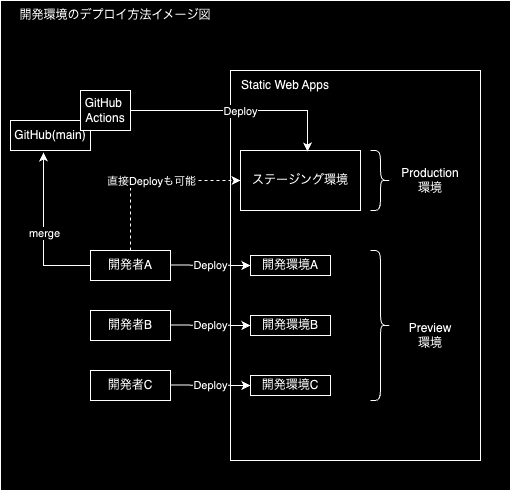 開発環境のデプロイ方法イメージ図
Static Web Apps
GitHub
Actions
Deploy
GitHub(main)
直接Deployも可能
ステージング環境
Production
環境
merge
開発者A
Deploy
開発環境A
開発者B
Deploy
開発環境B
Preview
環境
開発者C
Deploy
開発環境C